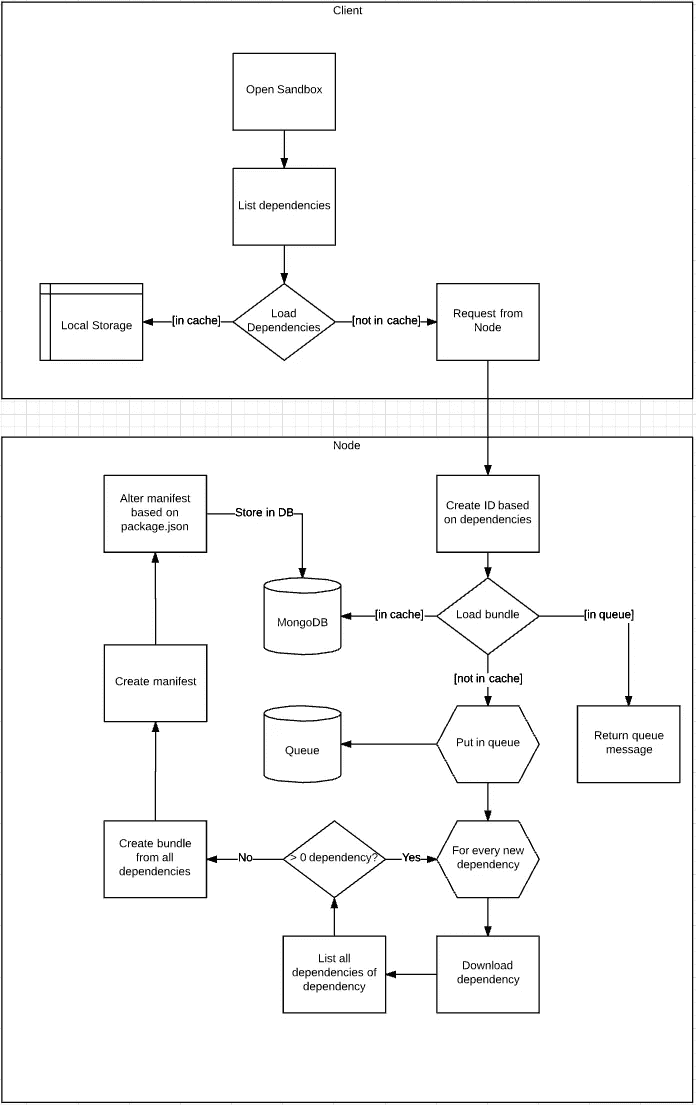 Client
Open Sandbox
List dependencies
Local Storage
[in cache]
Load
Dependencies
[not in cache]
Request from
Node
Node
Alter manifest
based on
package.json
Store in DB
Create ID based
on dependencies
MongoDB
[in cache]
Load bundle
[in queue]
[not in cache]
Create manifest
Queue
Put in queue
Return queue
message
Create bundle
from all
dependencies
No
> 0 dependency?
Yes
For every new
dependency
List all
dependencies of
dependency
Download
dependency